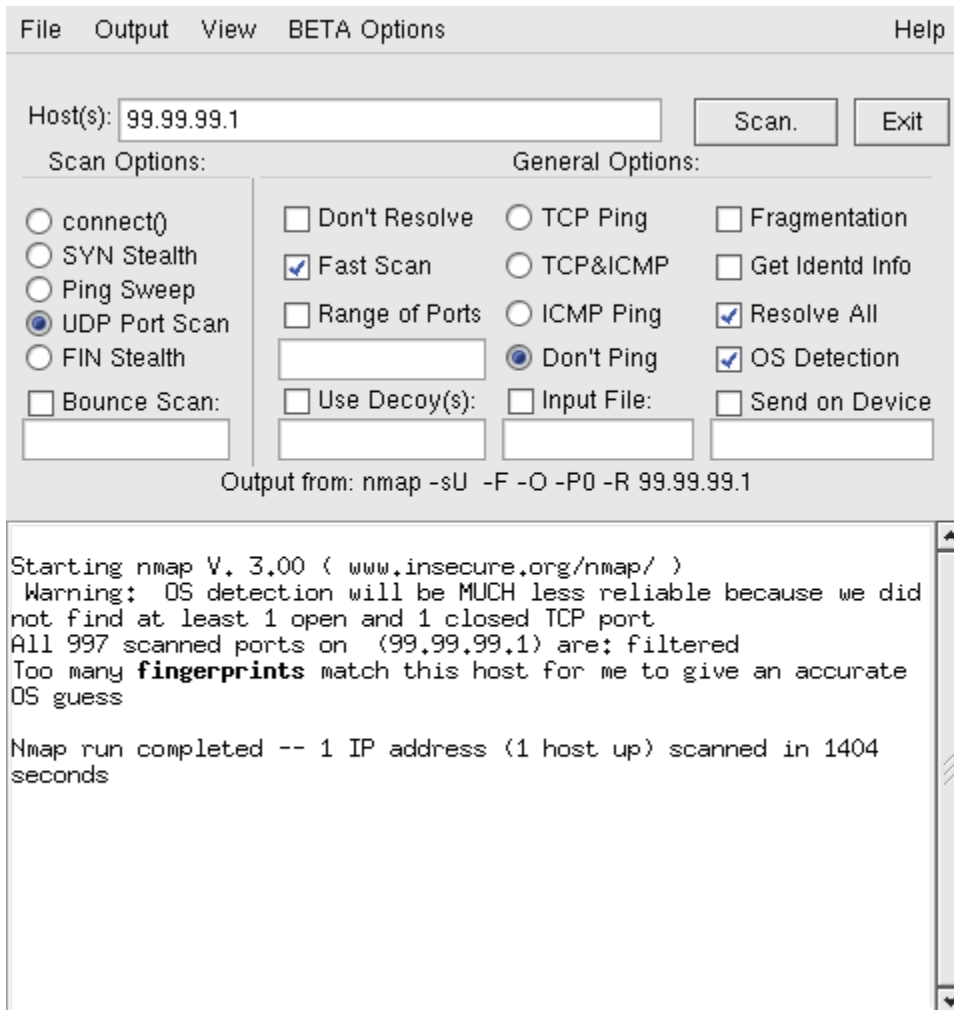 File Output View BETA Options Help
Host(s): 99.99.99.1 Scan. Exit
Scan Options: General Options:
connect() Don't Resolve TCP Ping Fragmentation
SYN Stealth Fast Scan TCP&ICMP Get Identd Info
Ping Sweep Range of Ports ICMP Ping Resolve All
UDP Port Scan
FIN Stealth Don't Ping OS Detection
Bounce Scan: Use Decoy(s): Input File: Send on Device
Output from: nmap -sU -F -O -P0 -R 99.99.99.1
Starting nmap V. 3.00 ( www.insecure.org/nmap/ )
Warning: OS detection will be MUCH less reliable because we did
not find at least 1 open and 1 closed TCP port
All 997 scanned ports on (99.99.99.1) are: filtered
Too many fingerprints match this host for me to give an accurate
OS guess
Nmap run completed -- 1 IP address (1 host up) scanned in 1404
seconds